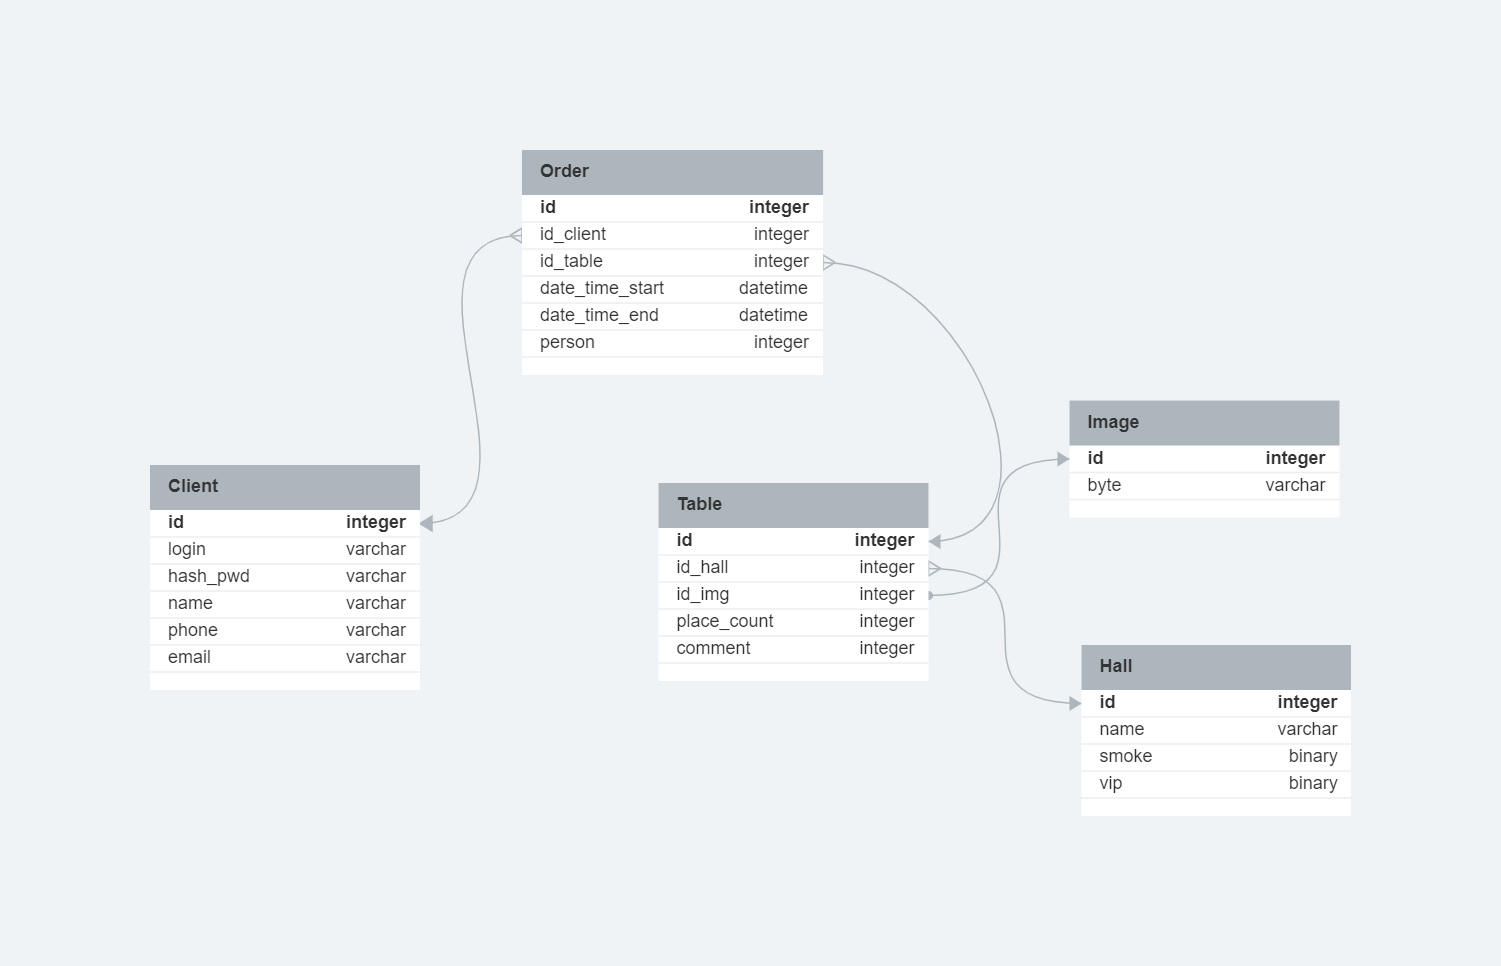 Order
id integer
id_client integer
id_table integer
date_time_start datetime
date_time_end datetime
person integer
Client
id integer
login varchar
hash_pwd varchar
name varchar
phone varchar
email varchar
Table
id integer
id_hall integer
id_img integer
place_count integer
comment integer
Image
id integer
byte varchar
Hall
id integer
name varchar
smoke binary
vip binary